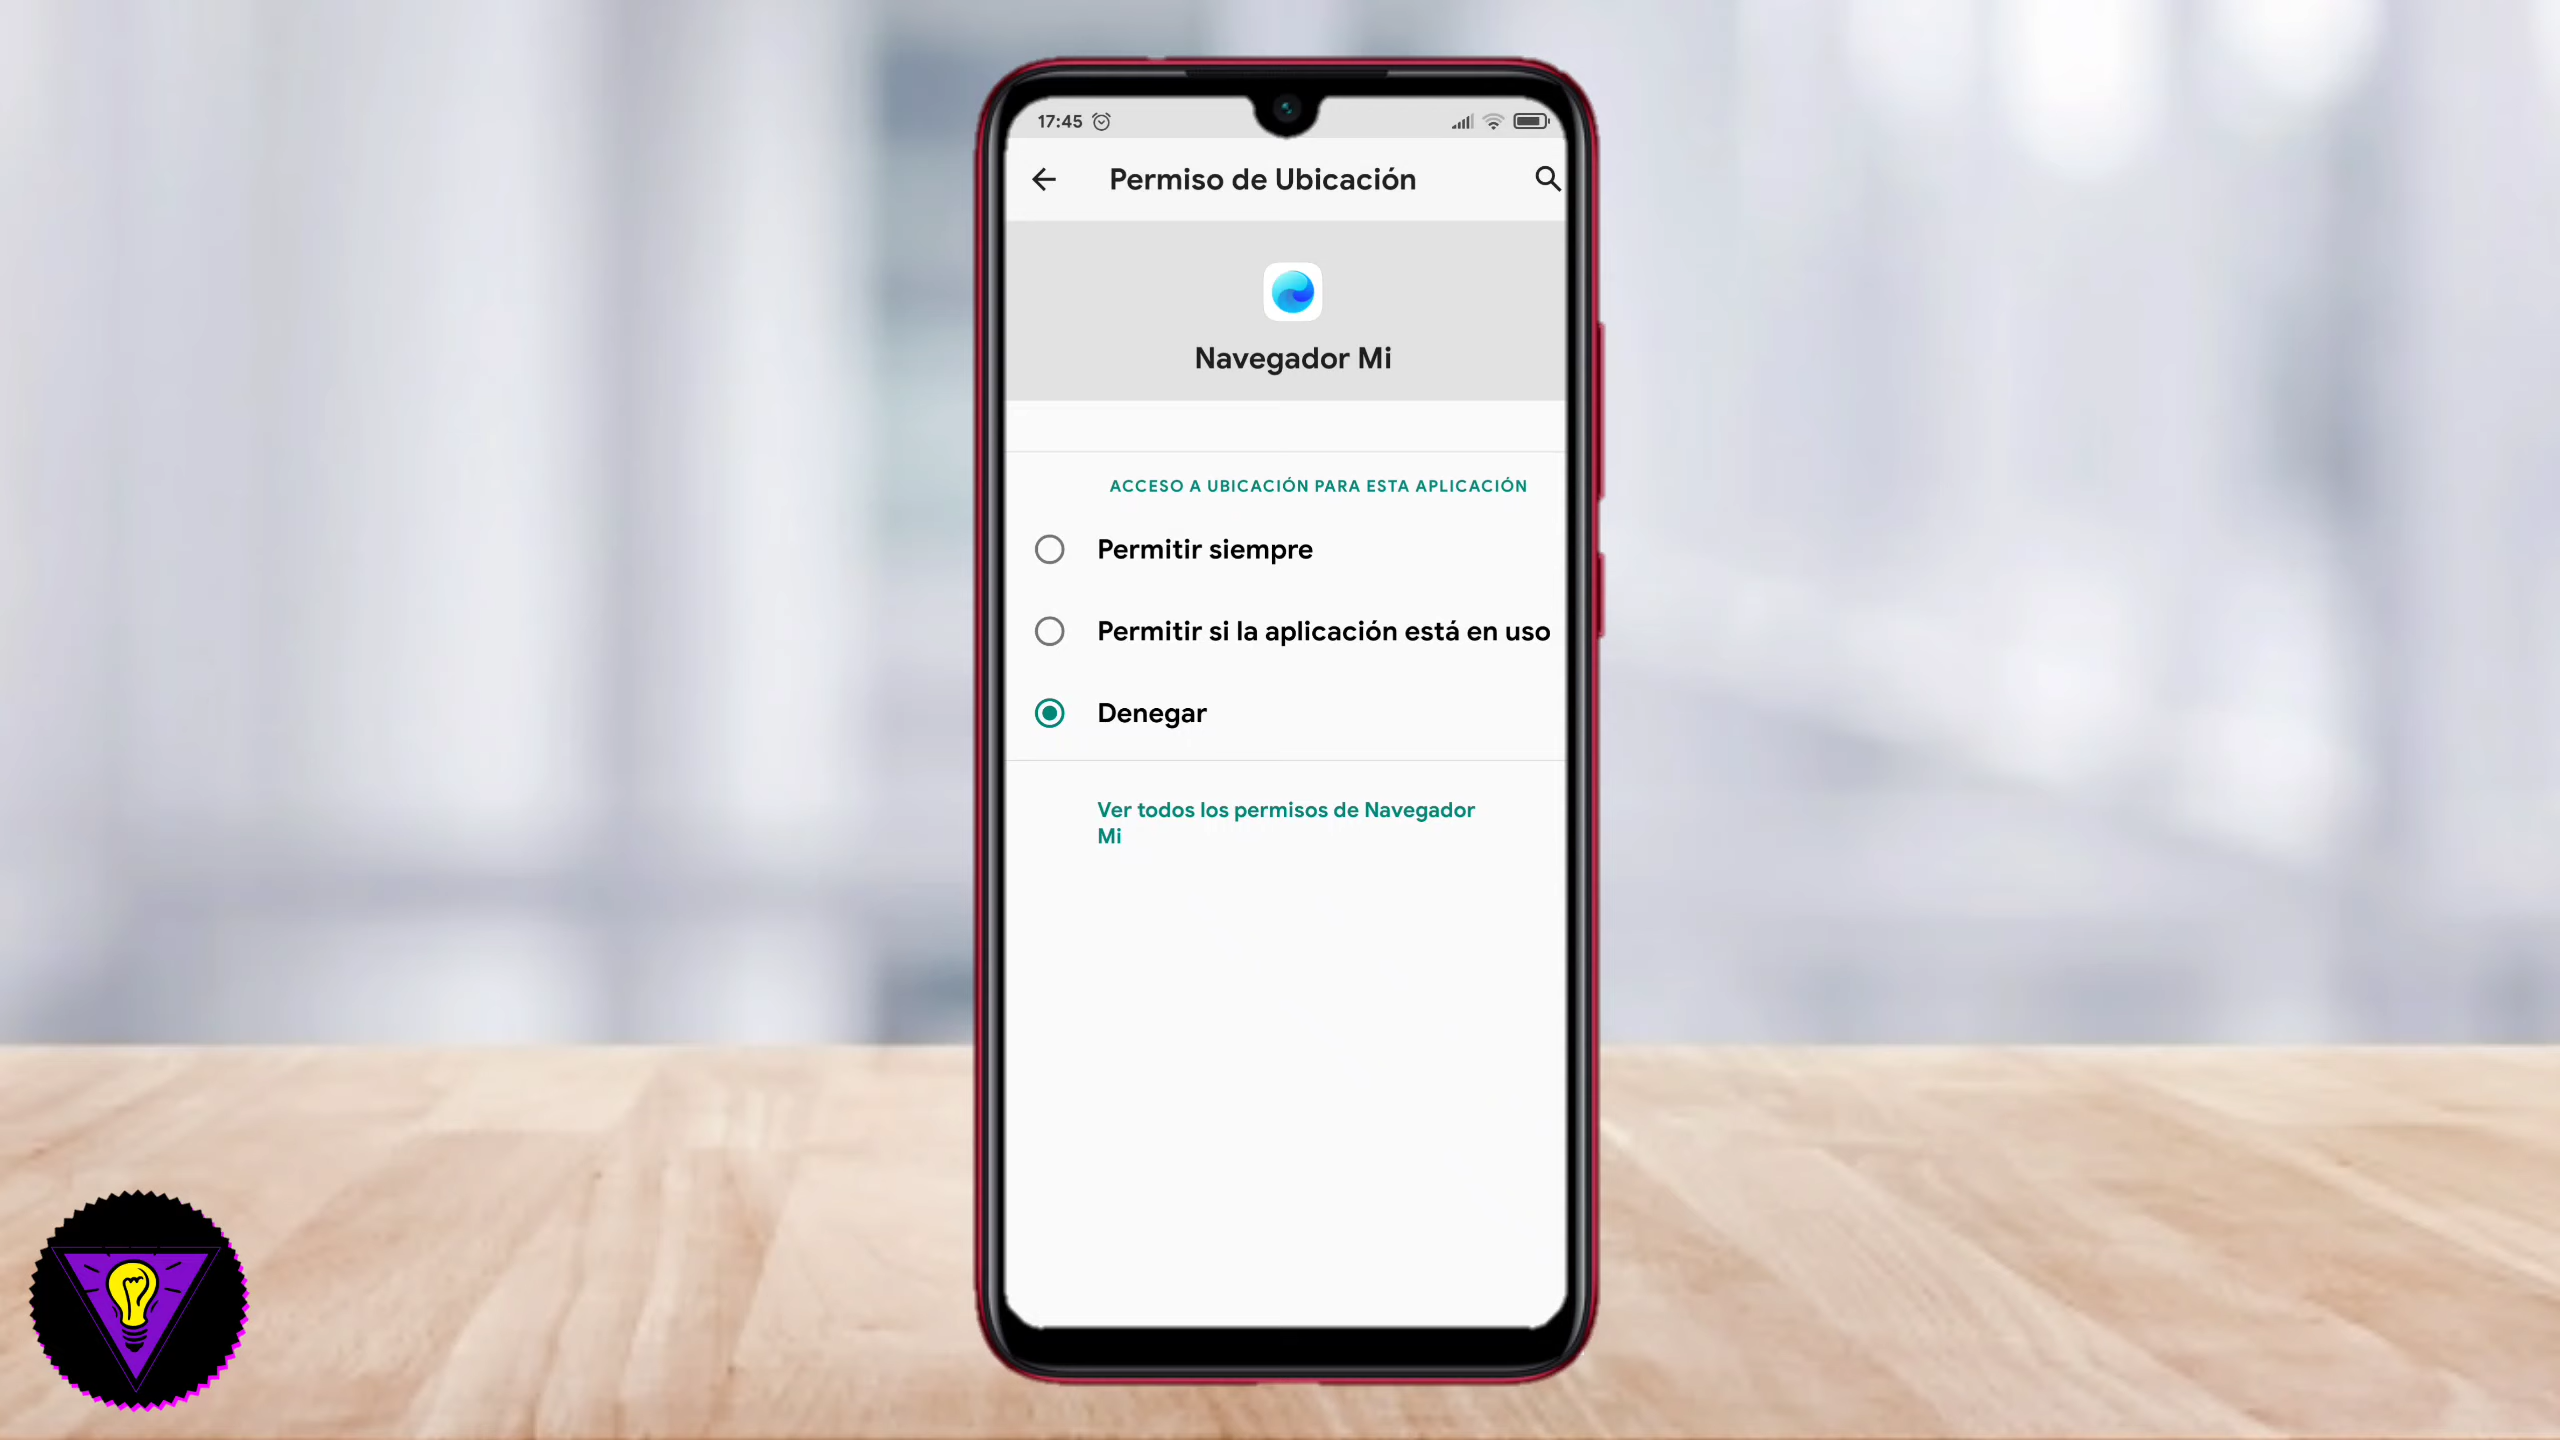 17:45
Permiso de Ubicación
Navegador Mi
ACCESO A UBICACIÓN PARA ESTA APLICACIÓN
Permitir siempre
Permitir si la aplicación está en uso
Denegar
Ver todos los permisos de Navegador
Mi